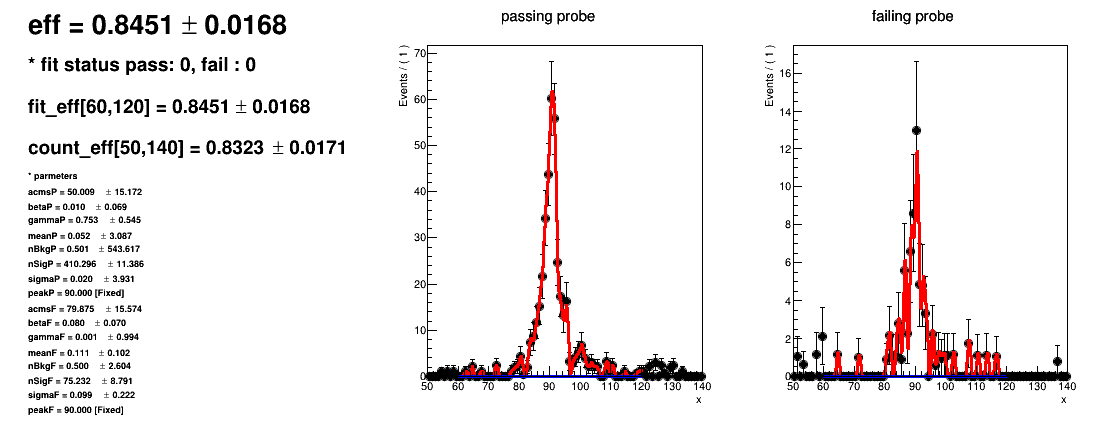 eff = 0.8451 ± 0.0168
* fit status pass: 0, fail : 0
fit_eff[60,120] = 0.8451 ± 0.0168
count_eff[50,140] = 0.8323 ± 0.0171
* parmeters
acmsP = 50.009 ± 15.172
betaP = 0.010 ± 0.069
gammaP = 0.753 ± 0.545
meanP = 0.052 ± 3.087
nBkgP = 0.501 ± 543.617
nSigP = 410.296 ± 11.386
sigmaP = 0.020 ± 3.931
peakP = 90.000 [Fixed]
acmsF = 79.875 ± 15.574
betaF = 0.080 ± 0.070
gammaF = 0.001 ± 0.994
meanF = 0.111 ± 0.102
nBkgF = 0.500 ± 2.604
nSigF = 75.232 ± 8.791
sigmaF = 0.099 ± 0.222
peakF = 90.000 [Fixed]
passing probe
Events / ( 1 )
70
60
50
40
30
20
10
0
50 60 70 80 90 100 110 120 130 140
x
failing probe
Events / ( 1 )
16
14
12
10
8
6
4
2
0
50 60 70 80 90 100 110 120 130 140
x